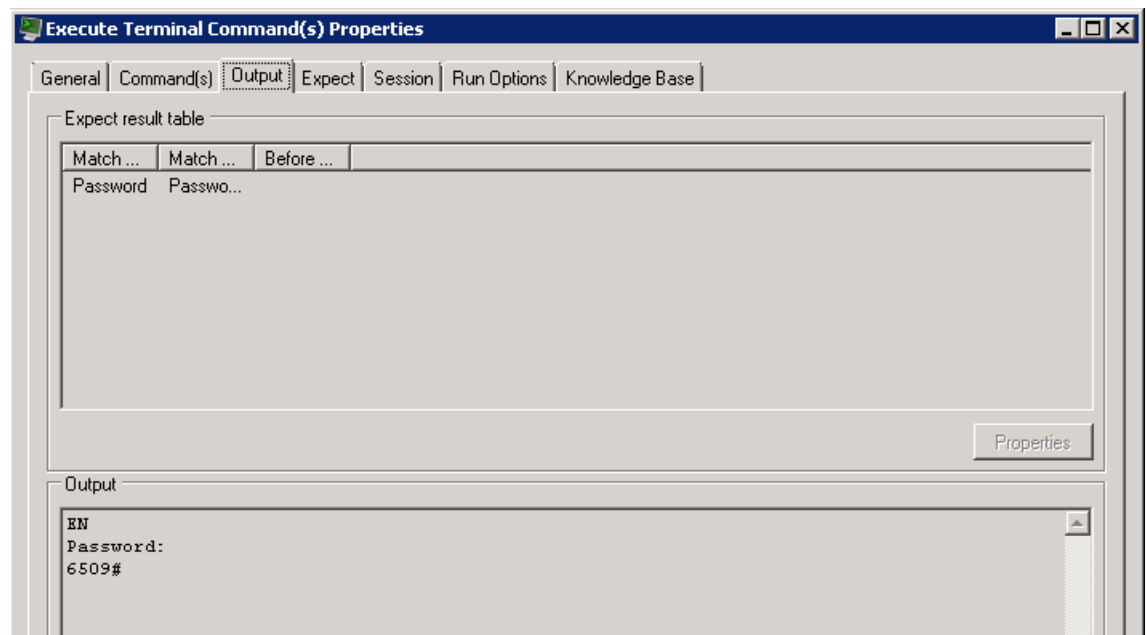 Execute Terminal Command(s) Properties
General Command(s) Output Expect Session Run Options Knowledge Base
Expect result table
Match ... Match ... Before ...
Password Passwo...
Properties
Output
EN
Password:
6509#